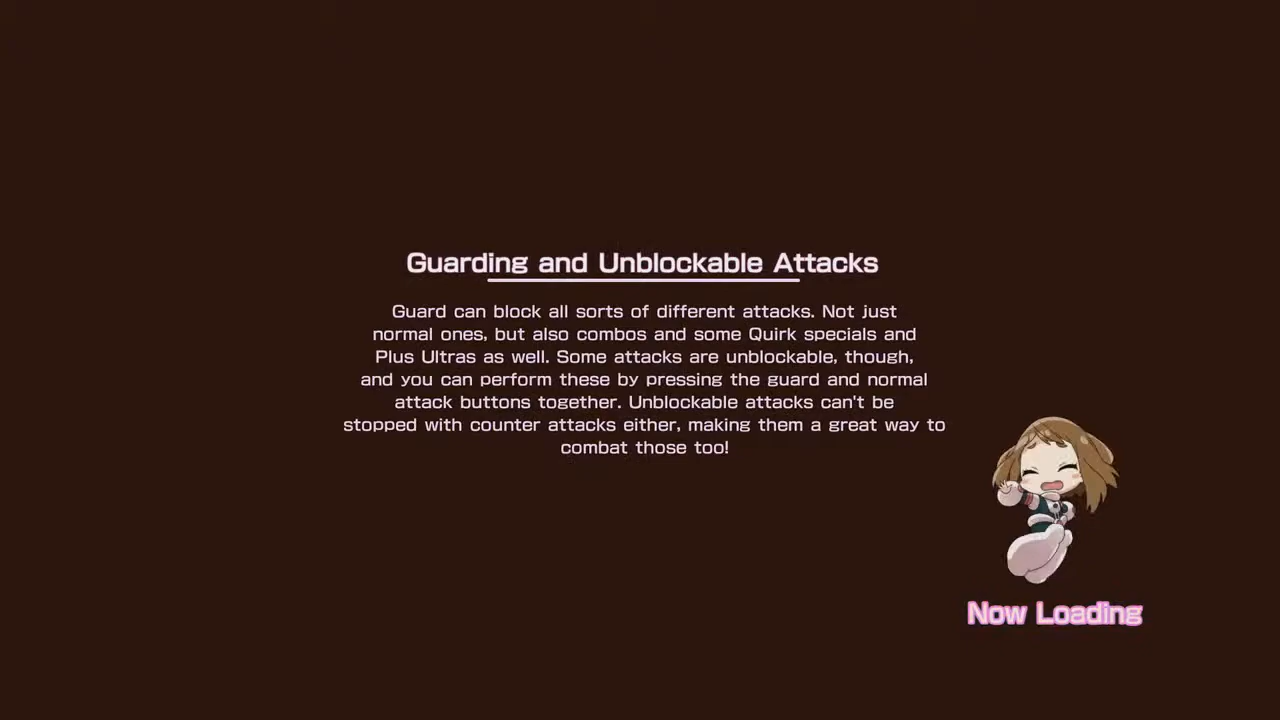 Guarding and Unblockable Attacks
Guard can block all sorts of different attacks. Not just
normal ones, but also combos and some Quirk specials and
Plus Ultras as well. Some attacks are unblockable, though,
and you can perform these by pressing the guard and normal
attack buttons together. Unblockable attacks can't be
stopped with counter attacks either, making them a great way to
combat those too!
Now Loading